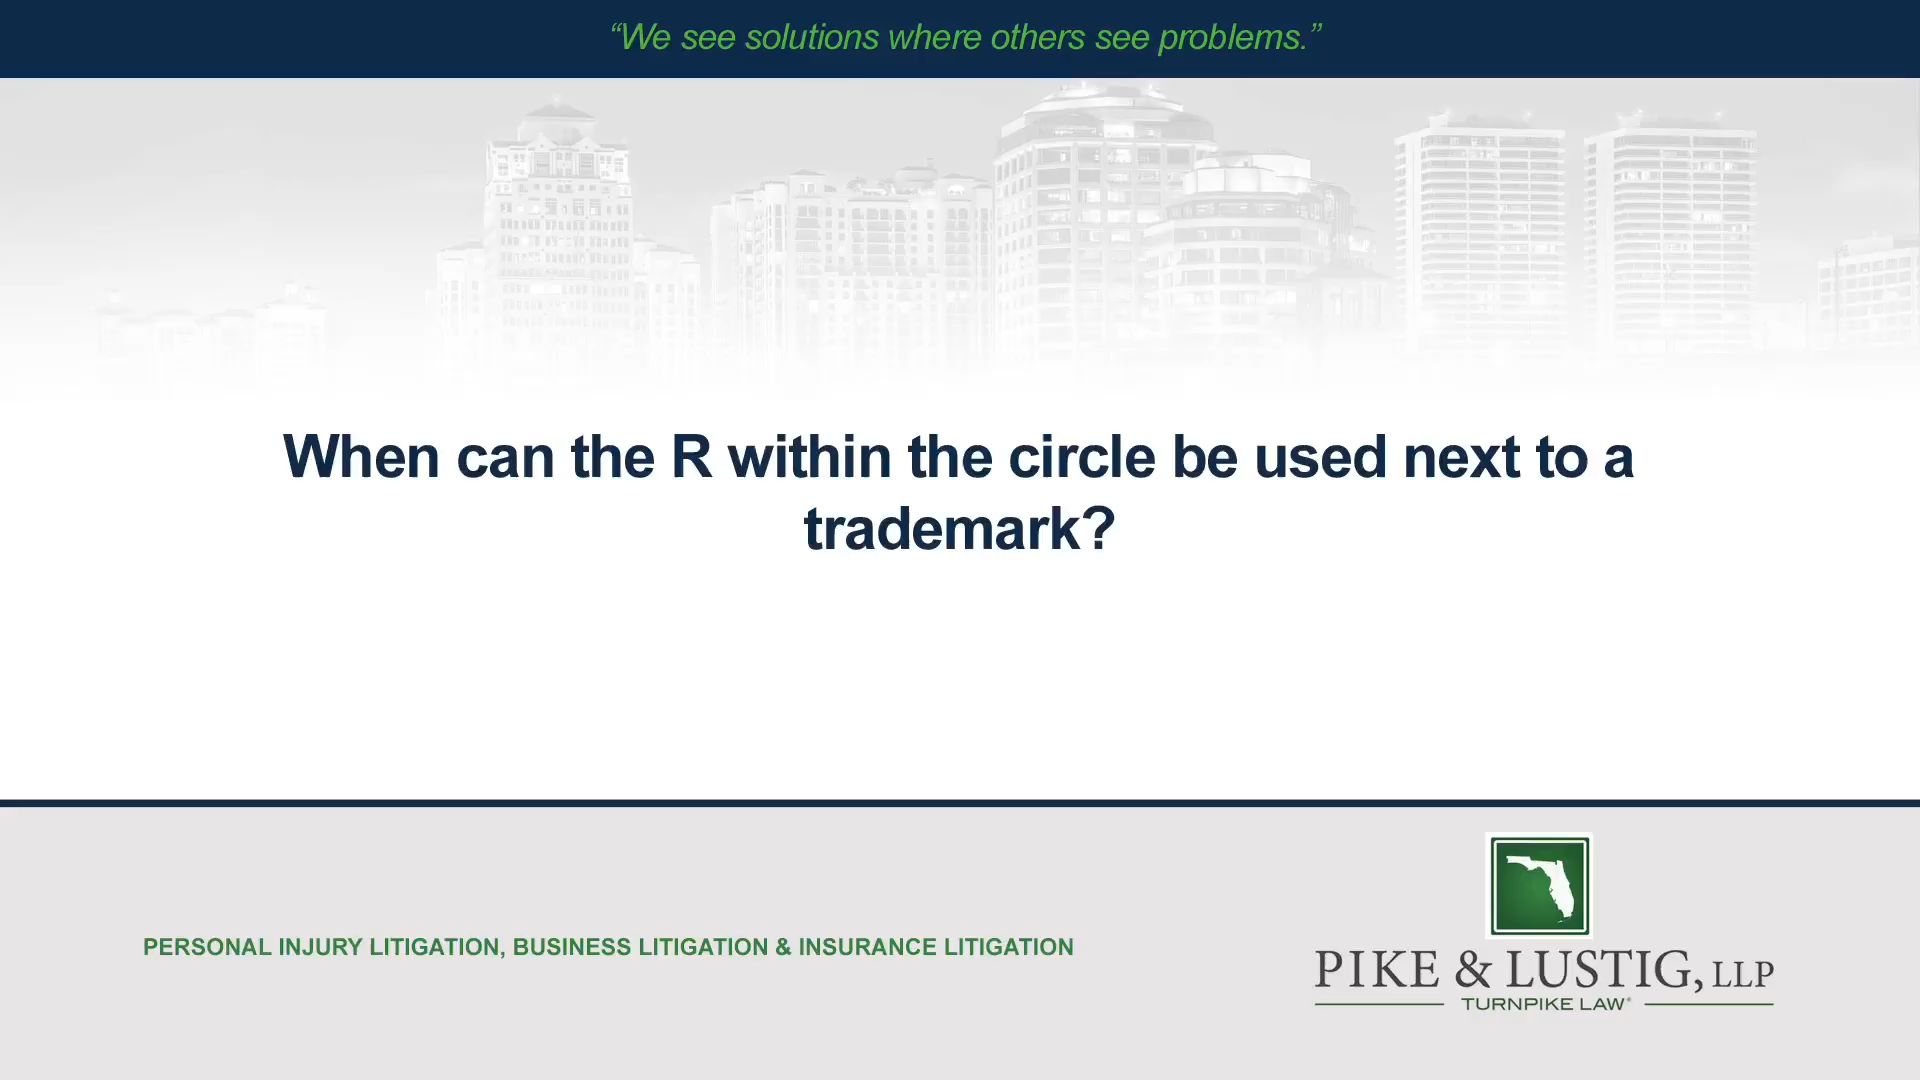 “We see solutions where others see problems.”
When can the R within the circle be used next to a
trademark?
PERSONAL INJURY LITIGATION, BUSINESS LITIGATION & INSURANCE LITIGATION
PIKE & LUSTIG, LLP
TURNPIKE LAW®